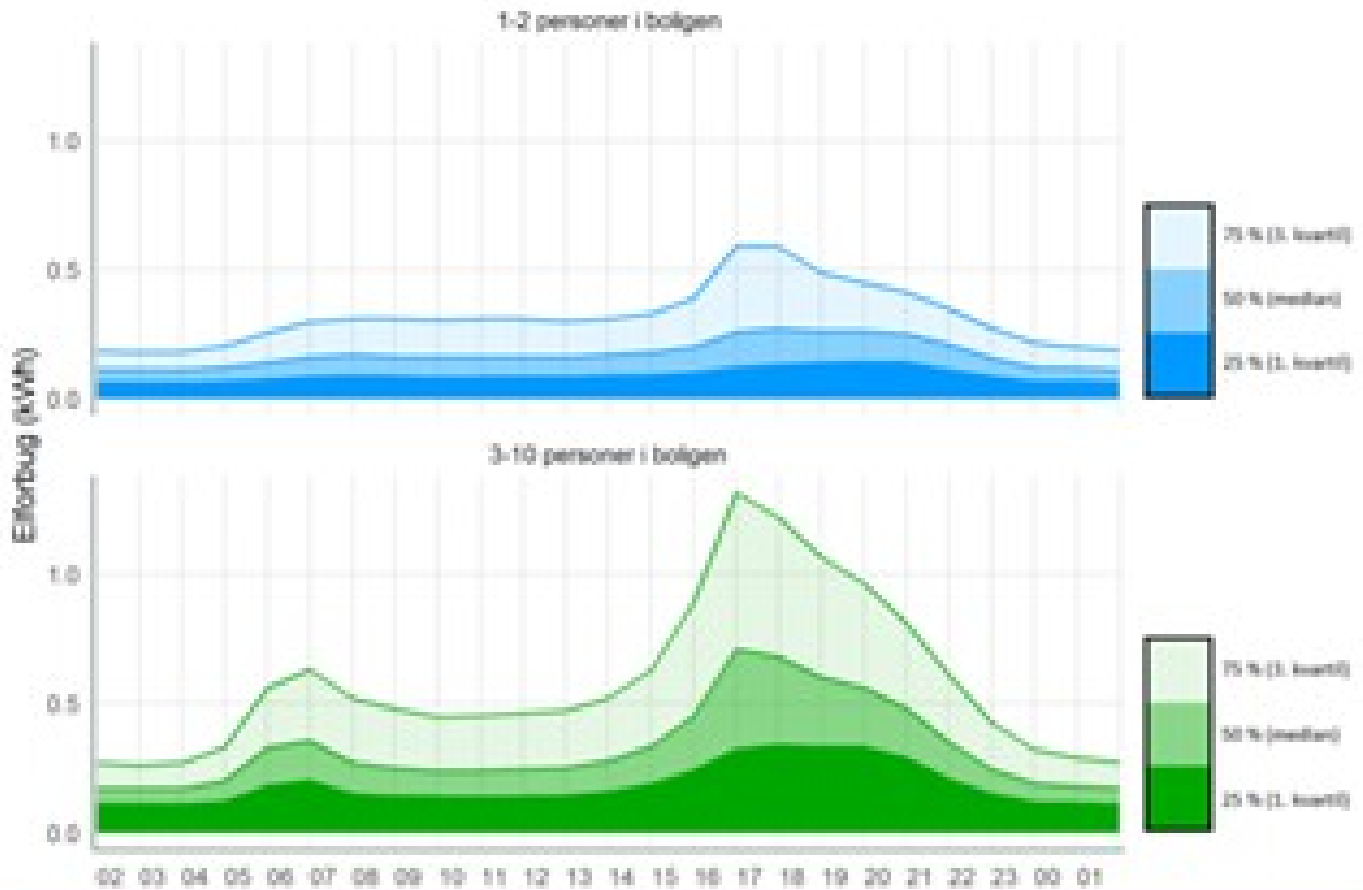 1-2 personer i boligen
1.0
0.5
0.0
75 % (3. kvartil)
50 % (median)
25 % (1. kvartil)
Elforbug (kWh)
3-10 personer i boligen
1.0
0.5
0.0
75 % (3. kvartil)
50 % (median)
25 % (1. kvartil)
02 03 04 05 06 07 08 09 10 11 12 13 14 15 16 17 18 19 20 21 22 23 00 01